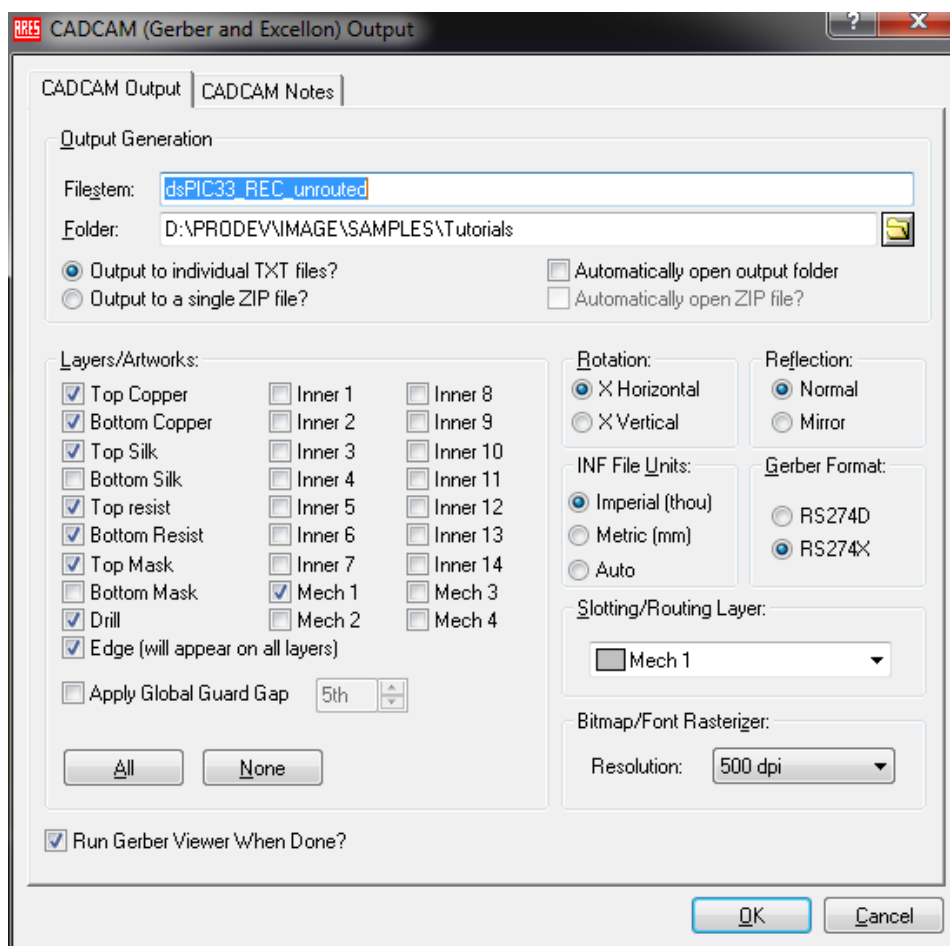 ARES CADCAM (Gerber and Excellon) Output
CADCAM Output CADCAM Notes
Output Generation
Filestem: dsPIC33_REC_unrouted
Folder: D:\PRODEV\IMAGE\SAMPLES\Tutorials
Output to individual TXT files? Automatically open output folder
Output to a single ZIP file? Automatically open ZIP file?
Layers/Artworks: Rotation: Reflection:
Top Copper Inner 1 Inner 8 X Horizontal Normal
Bottom Copper Inner 2 Inner 9 X Vertical Mirror
Top Silk Inner 3 Inner 10 INF File Units: Gerber Format:
Bottom Silk Inner 4 Inner 11 Imperial (thou) RS274D
Top resist Inner 5 Inner 12 Metric (mm) RS274X
Bottom Resist Inner 6 Inner 13 Auto
Top Mask Inner 7 Inner 14
Bottom Mask Mech 1 Mech 3 Slotting/Routing Layer:
Drill Mech 2 Mech 4 Mech 1
Edge (will appear on all layers)
Apply Global Guard Gap 5th
Bitmap/Font Rasterizer:
All None Resolution: 500 dpi
Run Gerber Viewer When Done?
OK Cancel